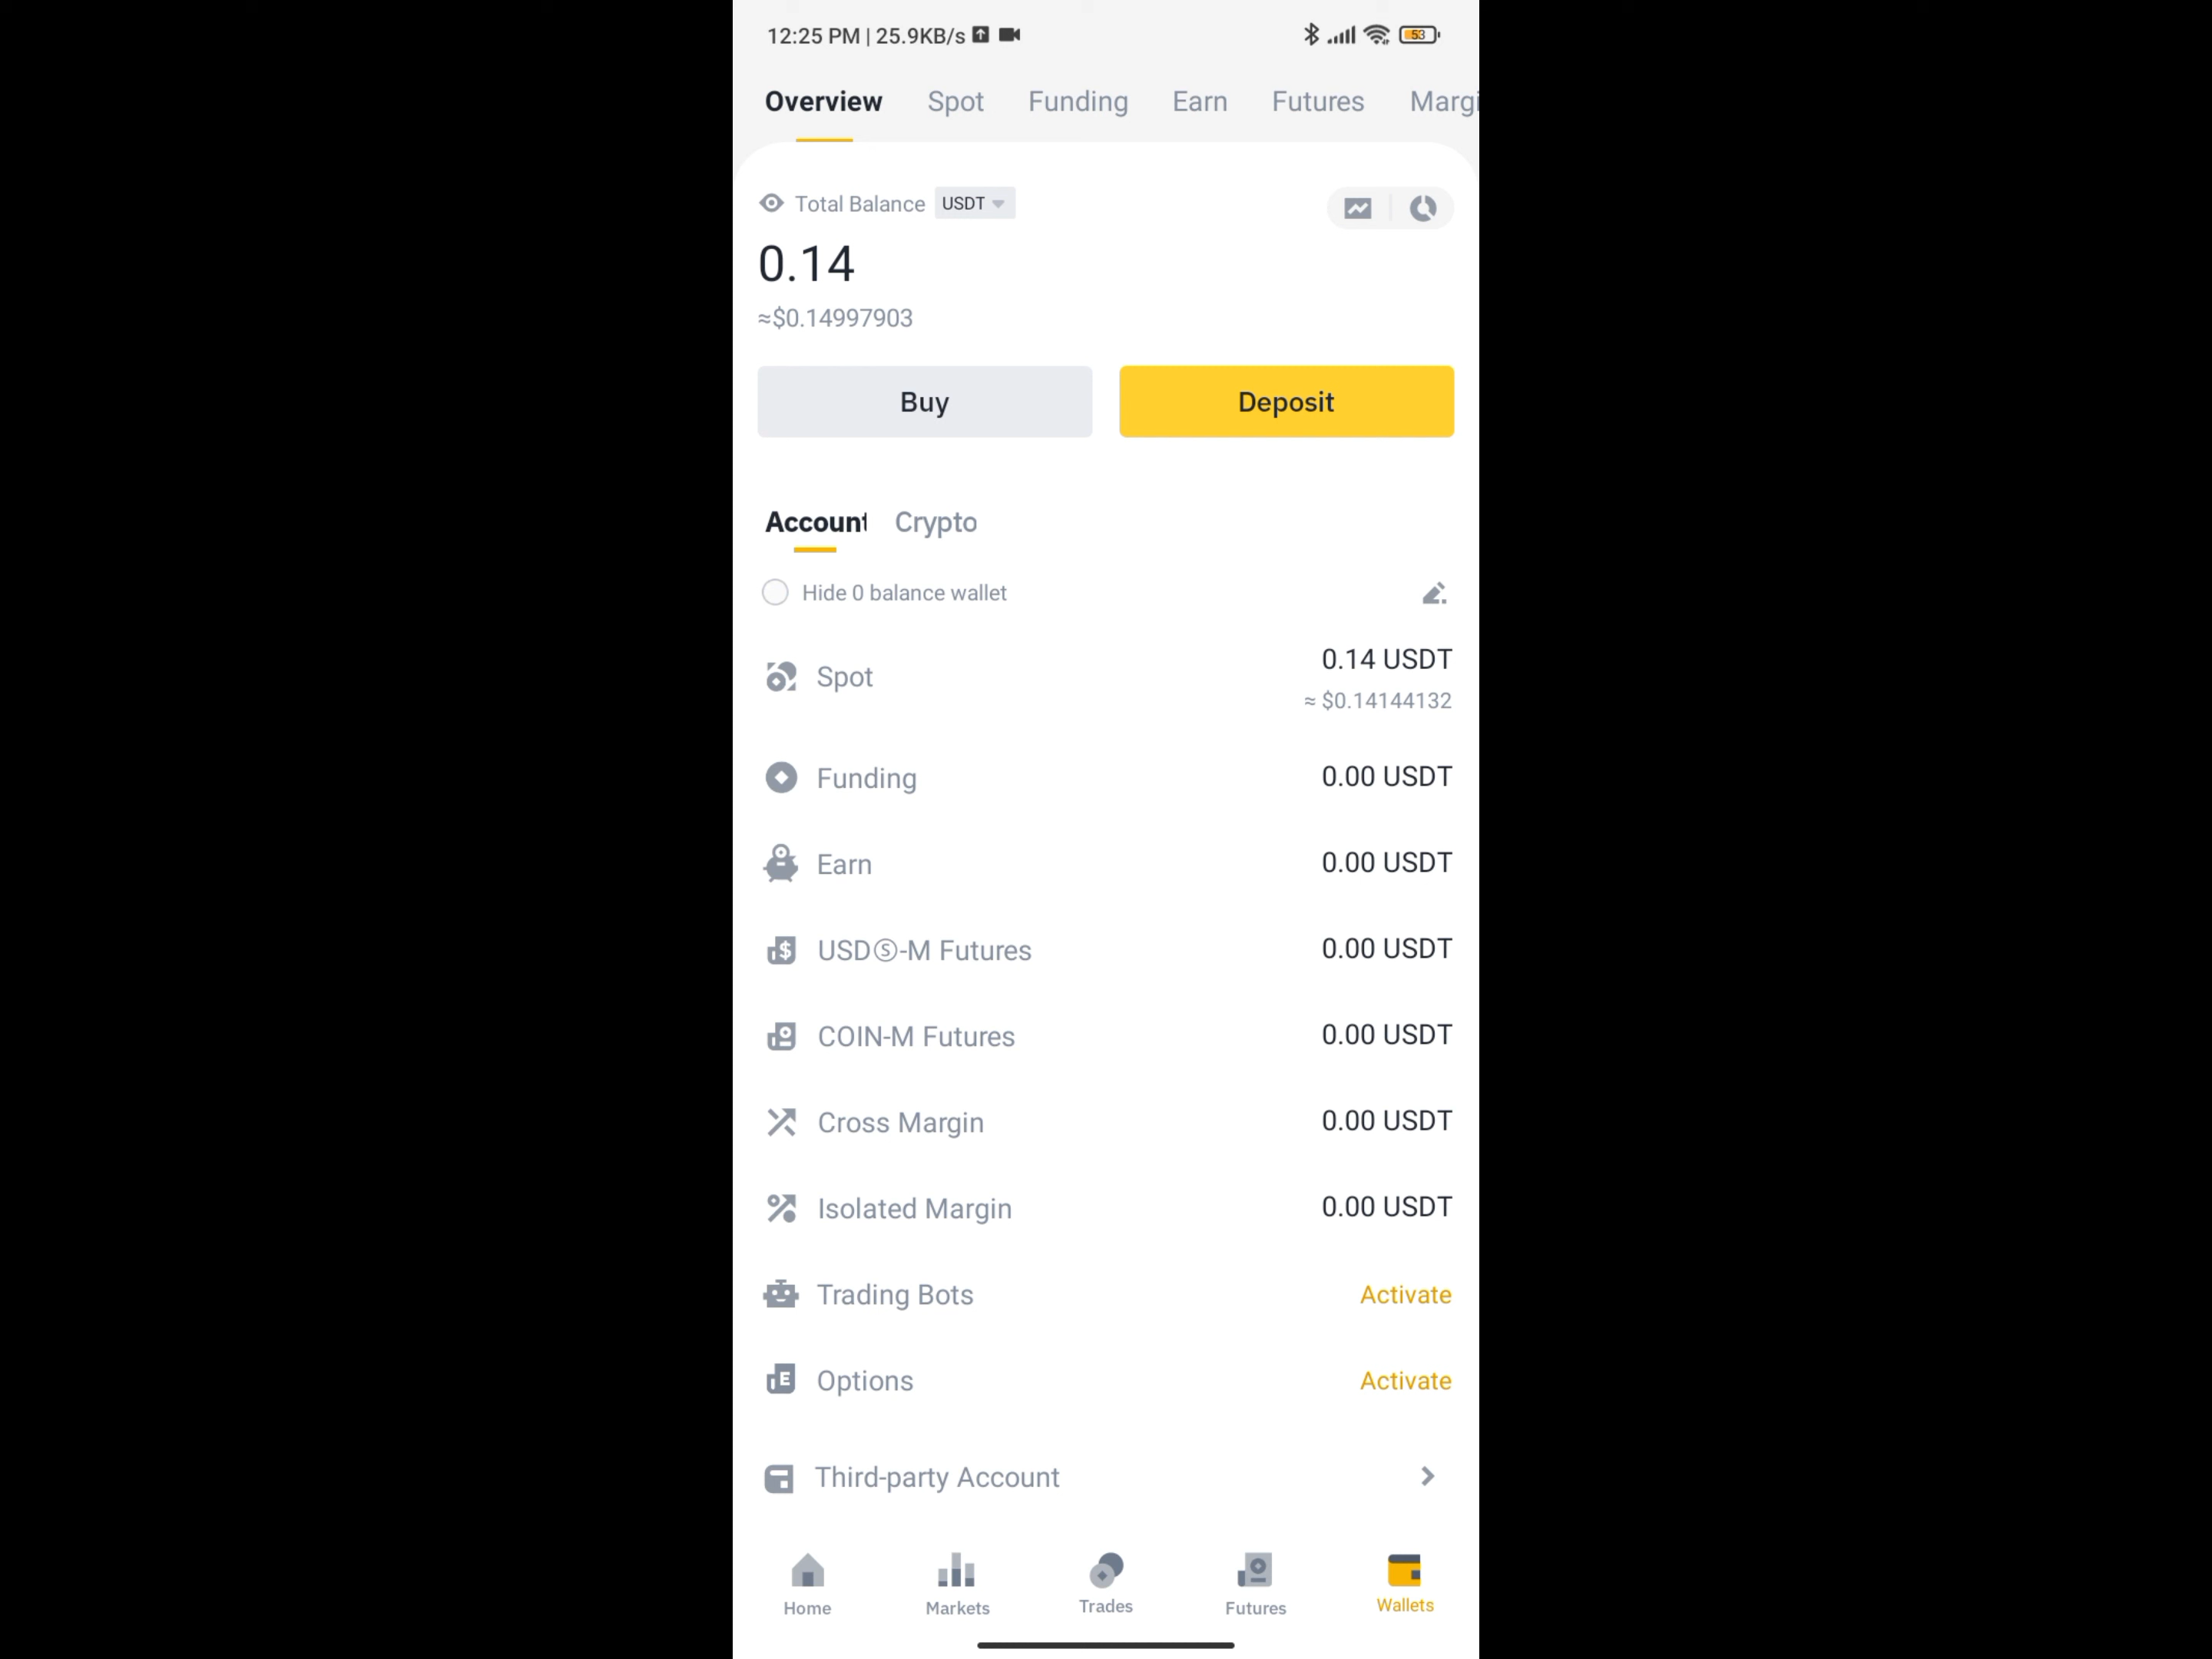 12:25 PM | 25.9KB/s 53
Overview Spot Funding Earn Futures Margi
Total Balance USDT
0.14
≈$0.14997903
Buy Deposit
Account Crypto
Hide 0 balance wallet
Spot 0.14 USDT
≈ $0.14144132
Funding 0.00 USDT
Earn 0.00 USDT
USDⓈ-M Futures 0.00 USDT
COIN-M Futures 0.00 USDT
Cross Margin 0.00 USDT
Isolated Margin 0.00 USDT
Trading Bots Activate
Options Activate
Third-party Account
Home Markets Trades Futures Wallets